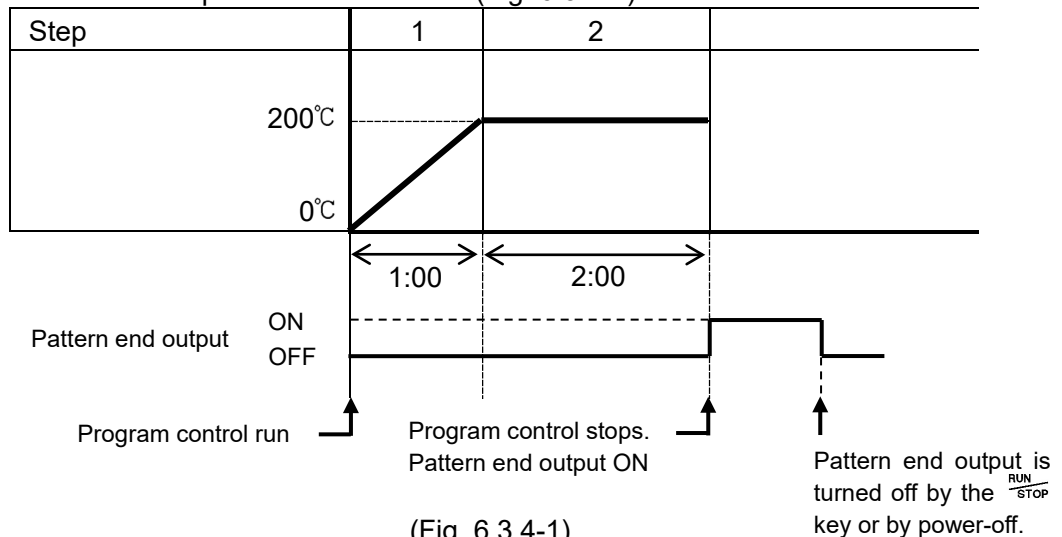 Step 1 2
200℃
0℃
1:00 2:00
Pattern end output
ON
OFF
Program control run
Program control stops.
Pattern end output ON
Pattern end output is
turned off by the RUN STOP
key or by power-off.
(Fig. 6.3.4-1)